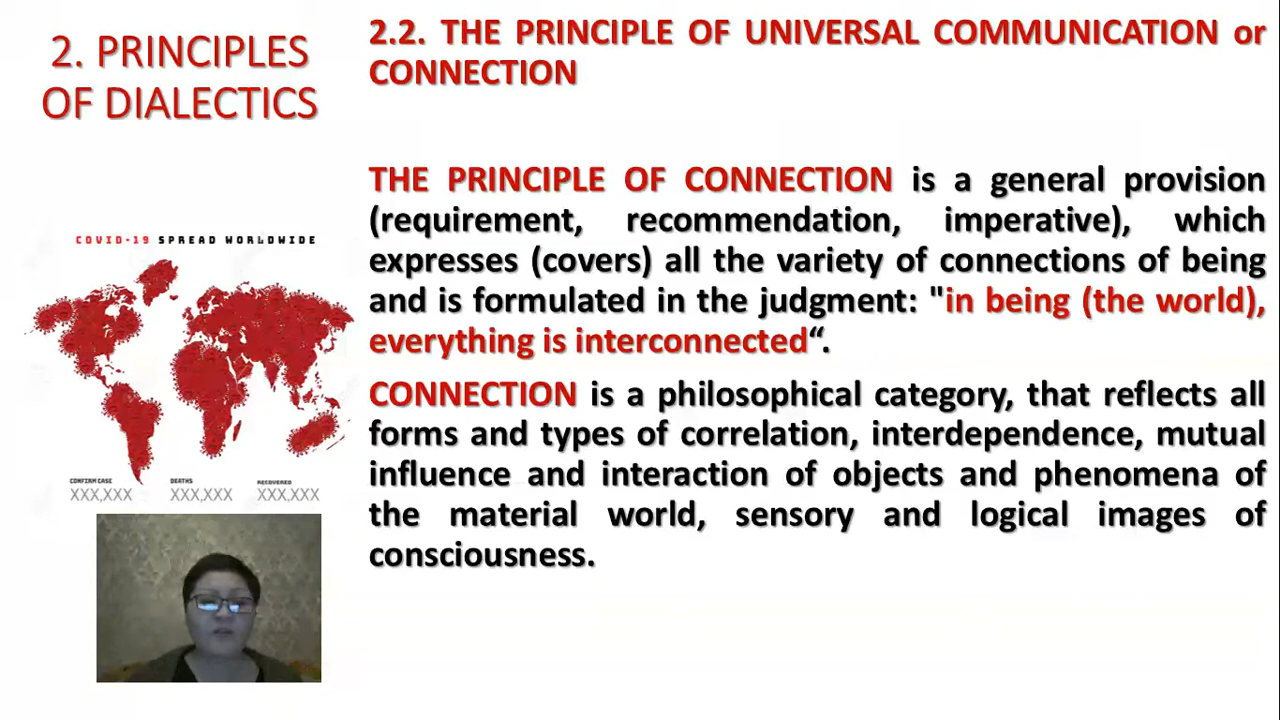 2. PRINCIPLES
OF DIALECTICS
2.2. THE PRINCIPLE OF UNIVERSAL COMMUNICATION or
CONNECTION
THE PRINCIPLE OF CONNECTION is a general provision
(requirement, recommendation, imperative), which
expresses (covers) all the variety of connections of being
and is formulated in the judgment: "in being (the world),
everything is interconnected“.
CONNECTION is a philosophical category, that reflects all
forms and types of correlation, interdependence, mutual
influence and interaction of objects and phenomena of
the material world, sensory and logical images of
consciousness.
COVID-19 SPREAD WORLDWIDE
CONFIRM CASE
XXX,XXX
DEATHS
XXX,XXX
RECOVERED
XXX,XXX